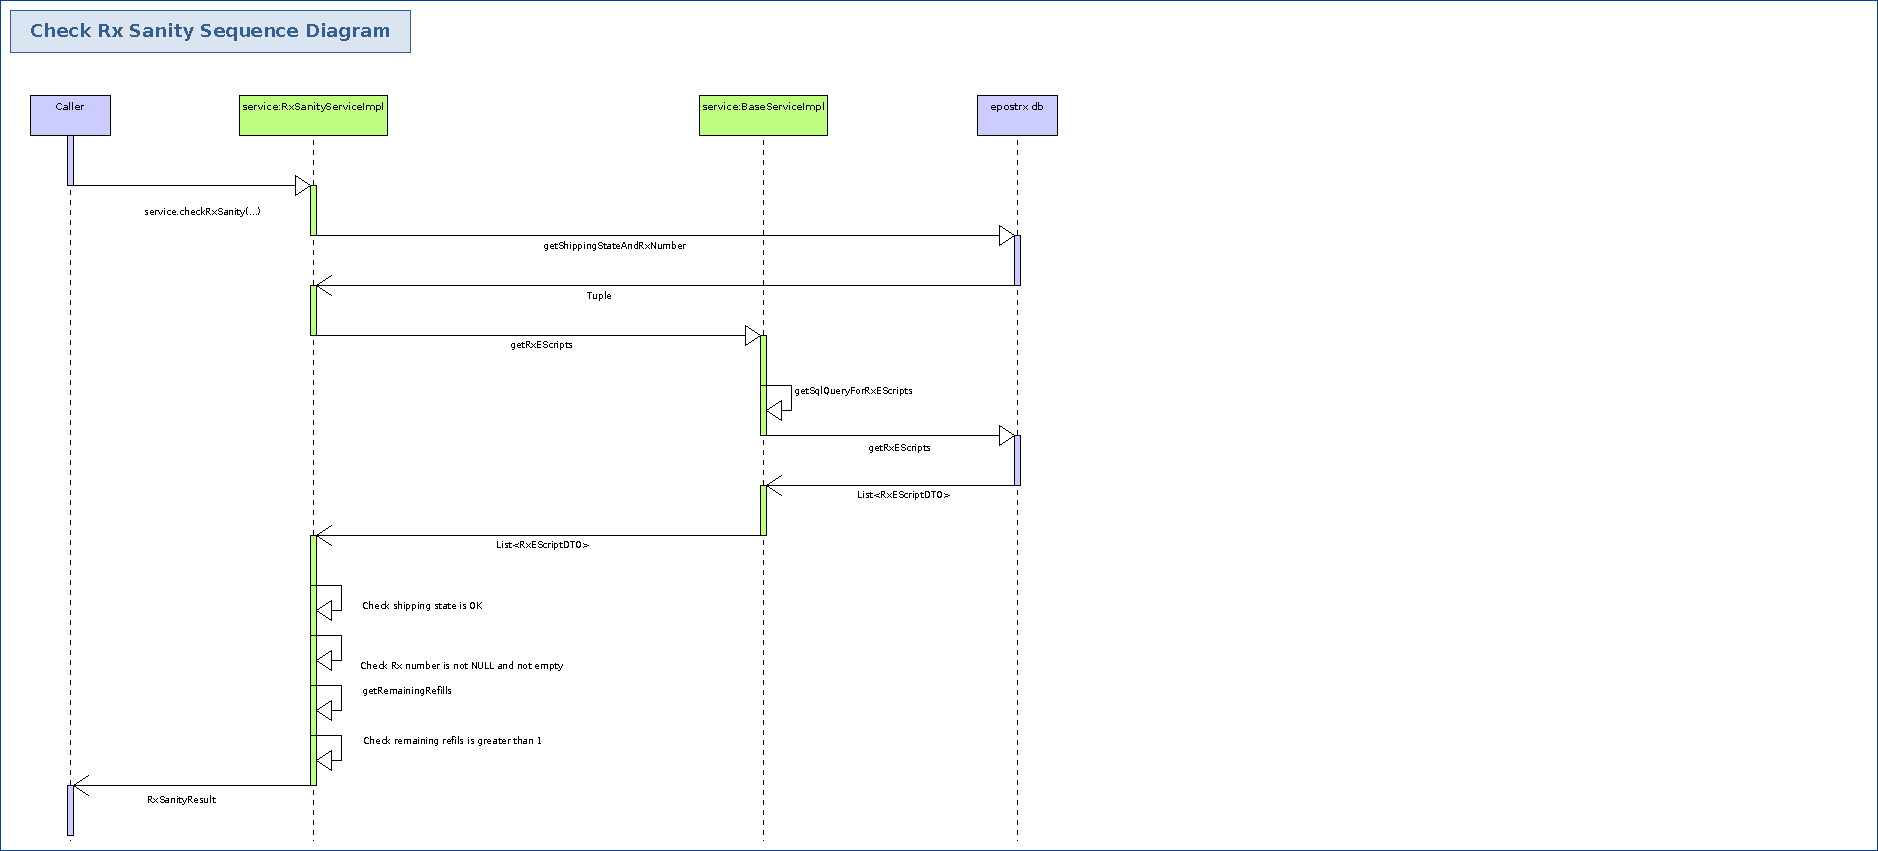 Check Rx Sanity Sequence Diagram
Caller
service:RxSanityServiceImpl
service:BaseServiceImpl
epostrx db
service.checkRxSanity(...)
getShippingStateAndRxNumber
Tuple
getRxEScripts
getSqlQueryForRxEScripts
getRxEScripts
List<RxEScriptDTO>
List<RxEScriptDTO>
Check shipping state is OK
Check Rx number is not NULL and not empty
getRemainingRefills
Check remaining refils is greater than 1
RxSanityResult